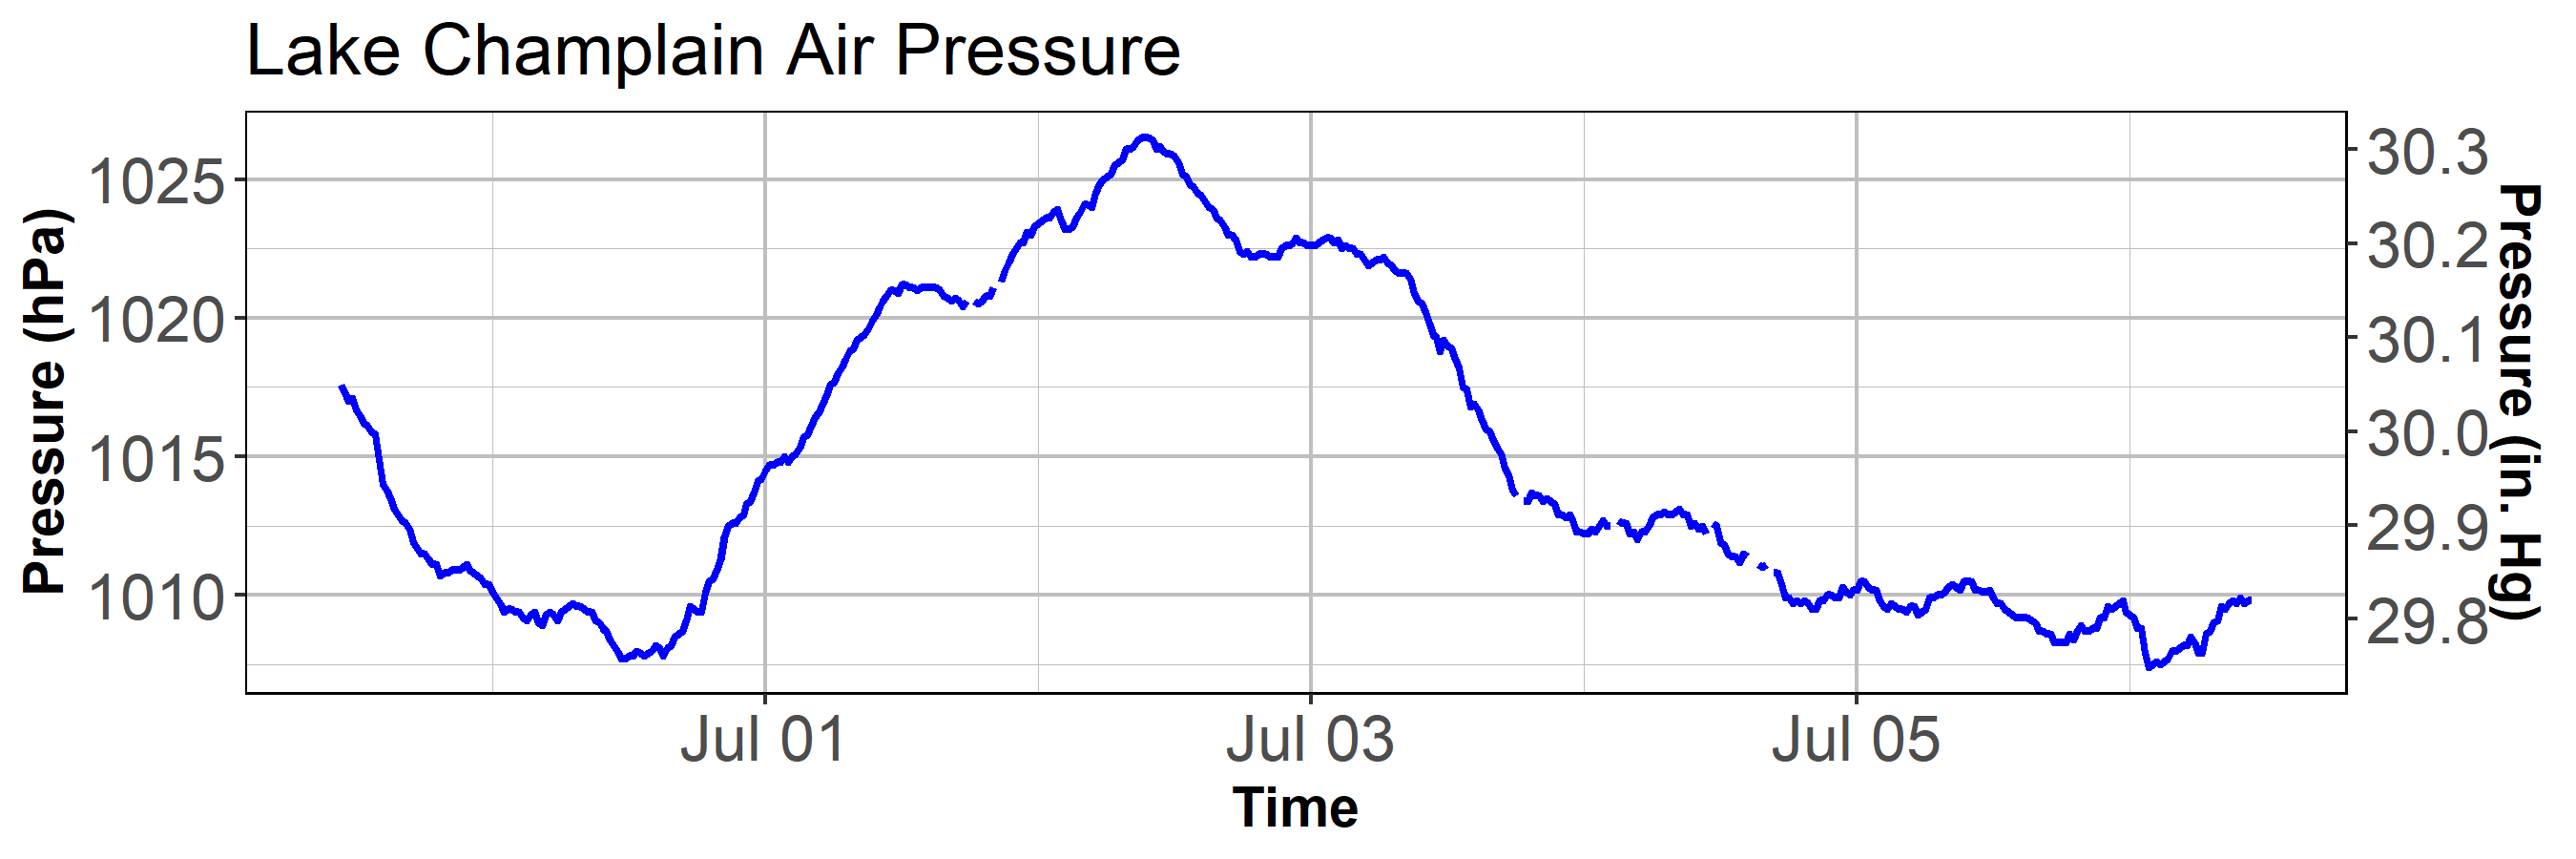 Lake Champlain Air Pressure
Pressure (hPa)
1025
1020
1015
1010
30.3
30.2
30.1
30.0
29.9
29.8
Pressure (in. Hg)
Jul 01 Jul 03 Jul 05
Time